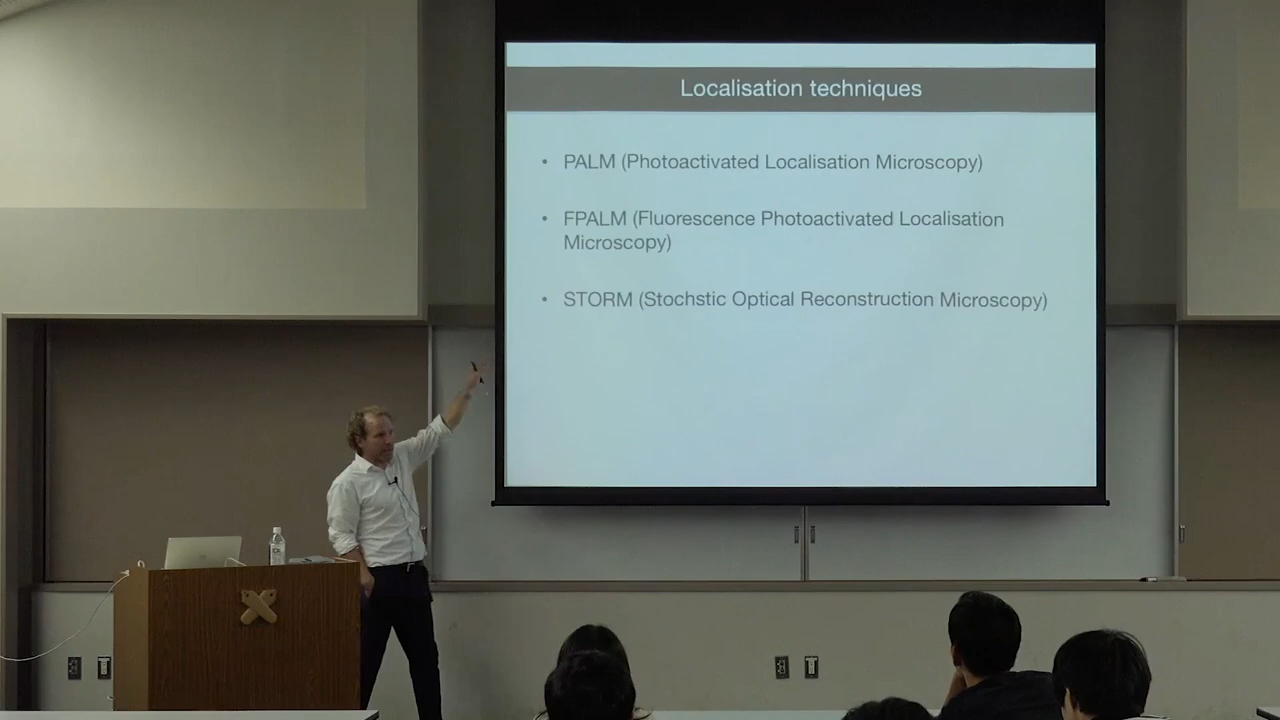 Localisation techniques
• PALM (Photoactivated Localisation Microscopy)
• FPALM (Fluorescence Photoactivated Localisation
Microscopy)
• STORM (Stochstic Optical Reconstruction Microscopy)